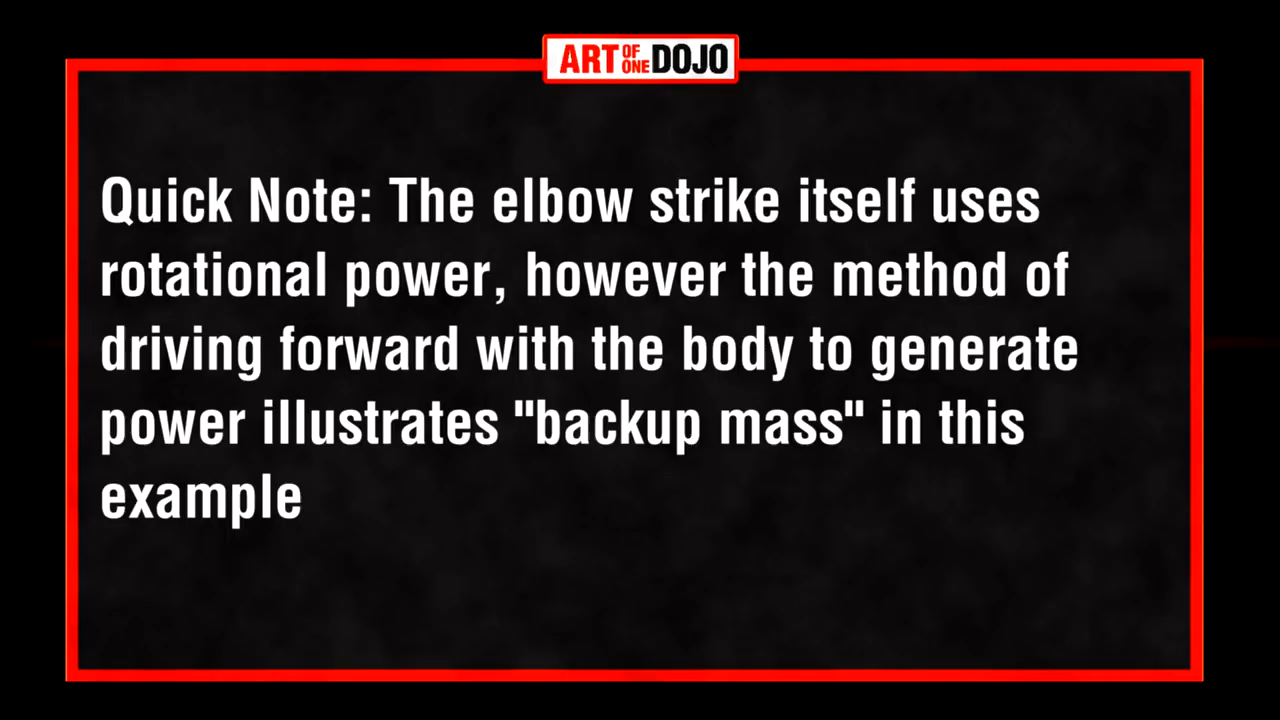 ART OF ONE DOJO
Quick Note: The elbow strike itself uses
rotational power, however the method of
driving forward with the body to generate
power illustrates "backup mass" in this
example